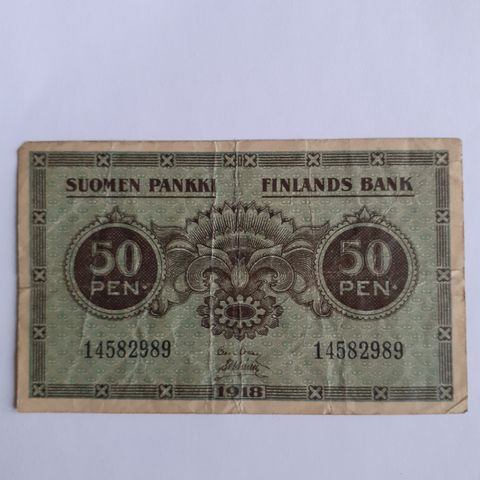 SUOMEN PANKKI FINLANDS BANK
50 50
PEN. PEN.
14582989 14582989
1918